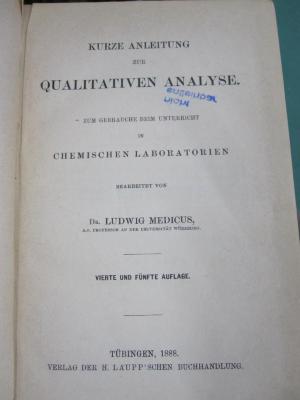 KURZE ANLEITUNG
ZUR
QUALITATIVEN ANALYSE.
ZUM GEBRAUCHE BEIM UNTERRICHT
IN
CHEMISCHEN LABORATORIEN
BEARBEITET VON
DR. LUDWIG MEDICUS,
A.O. PROFESSOR AN DER UNIVERSITÄT WÜRZBURG.
VIERTE UND FÜNFTE AUFLAGE.
TÜBINGEN, 1888.
VERLAG DER H. LAUPP'SCHEN BUCHHANDLUNG.